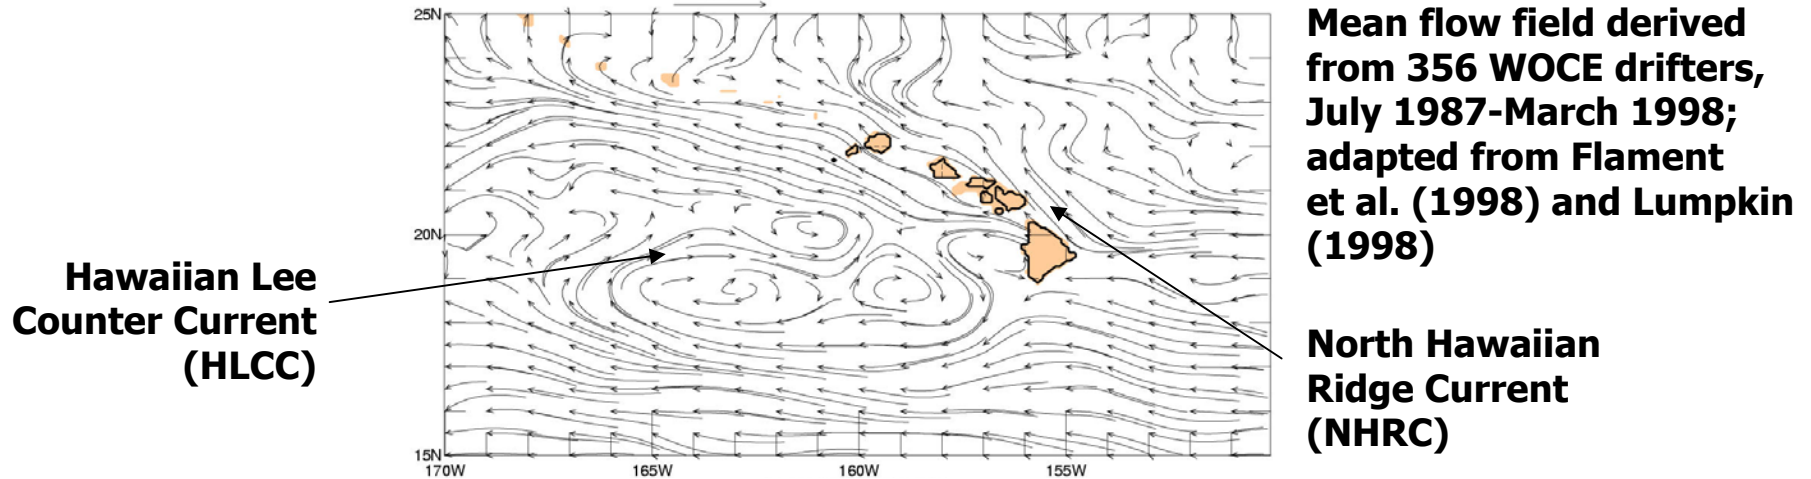 25N
20N
15N
170W
165W
160W
155W
Hawaiian Lee
Counter Current
(HLCC)
Mean flow field derived
from 356 WOCE drifters,
July 1987-March 1998;
adapted from Flament
et al. (1998) and Lumpkin
(1998)
North Hawaiian
Ridge Current
(NHRC)